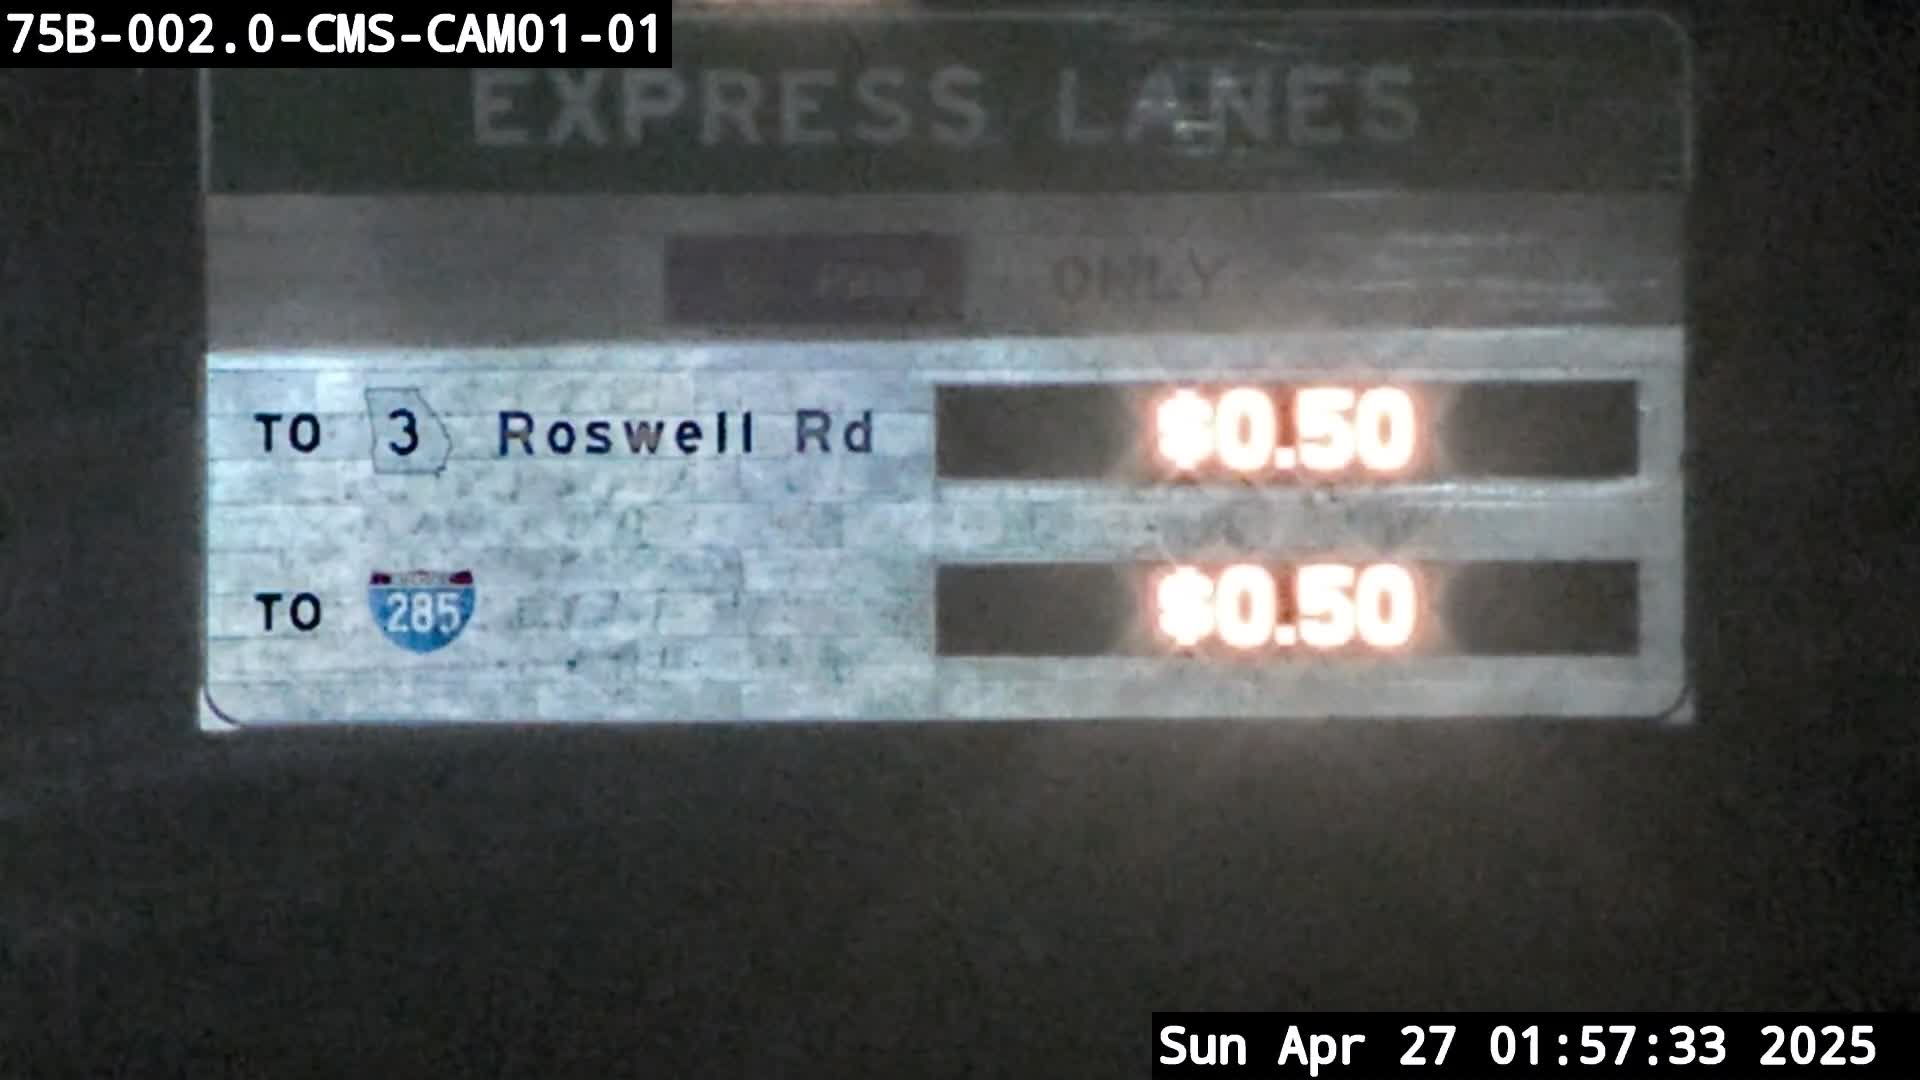 75B-002.0-CMS-CAM01-01
EXPRESS LANES
Pass ONLY
TO 3 Roswell Rd $0.50
TO 285 $0.50
Sun Apr 27 01:57:33 2025